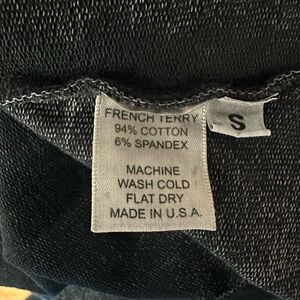 FRENCH TERRY
94% COTTON
6% SPANDEX
MACHINE
WASH COLD
FLAT DRY
MADE IN U.S.A.
S